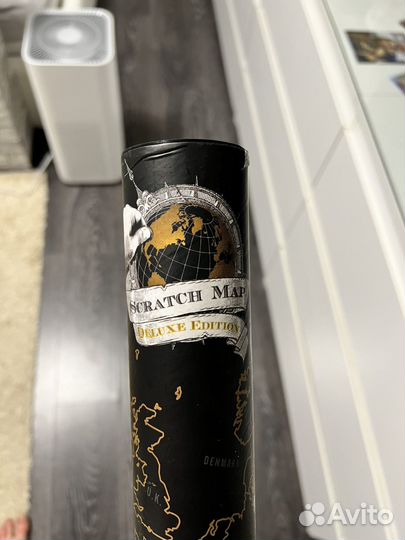 SCRATCH MAP
DELUXE EDITION
DENMARK
U.K
Avito